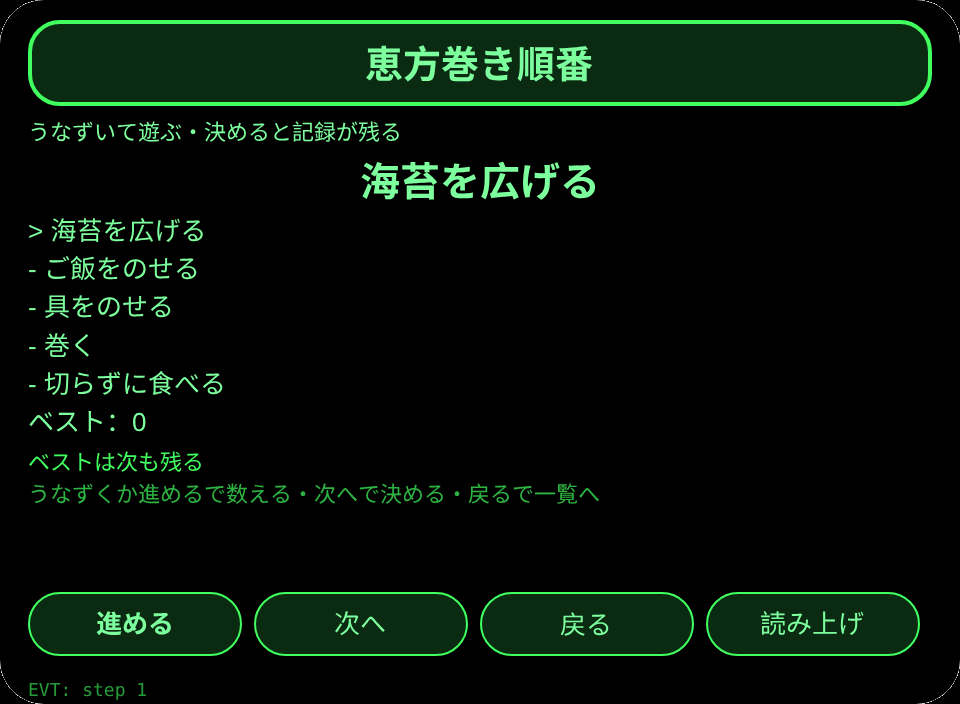 恵方巻き順番
うなずいて遊ぶ・決めると記録が残る
海苔を広げる
> 海苔を広げる
- ご飯をのせる
- 具をのせる
- 巻く
- 切らずに食べる
ベスト: 0
ベストは次も残る
うなずくか進めるで数える・次へで決める・戻るで一覧へ
進める 次へ 戻る 読み上げ
EVT: step 1